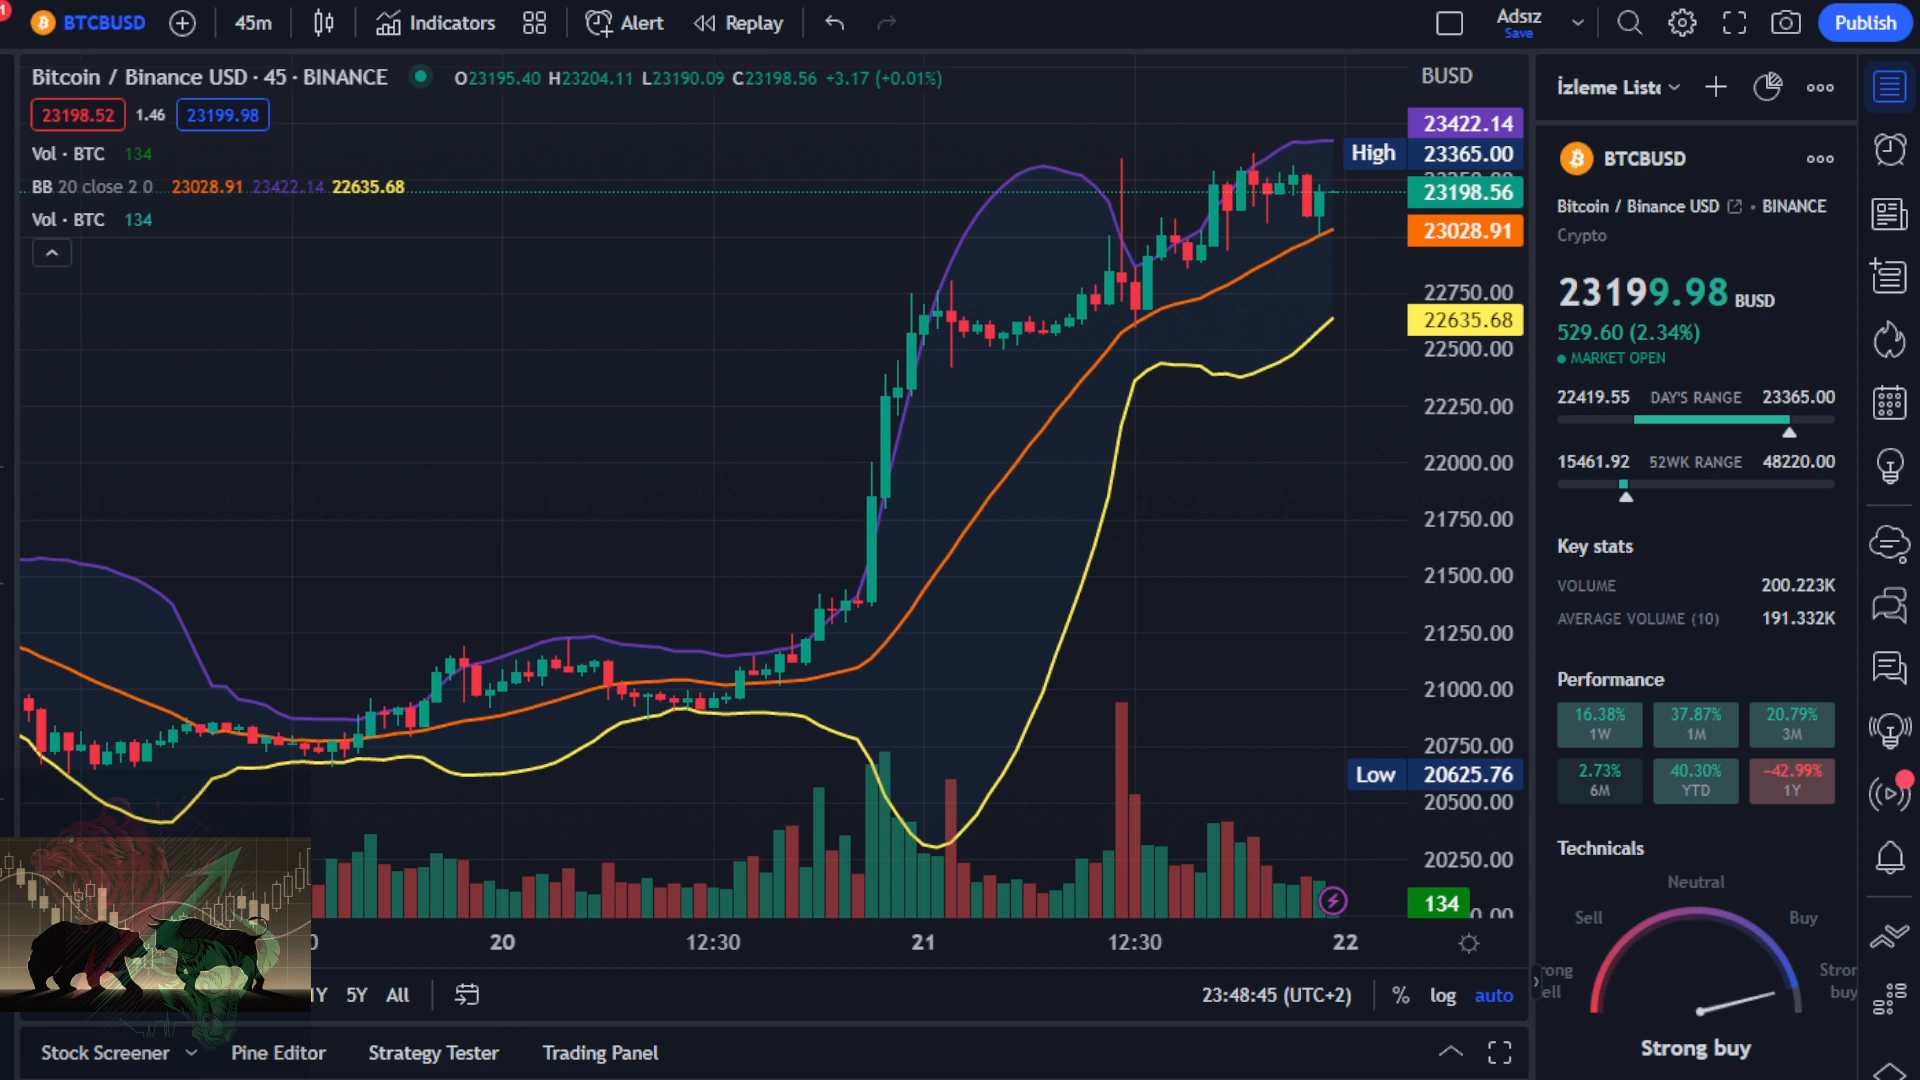 1
BTCBUSD 45m Indicators Alert Replay Adsız Save Publish
Bitcoin / Binance USD · 45 · BINANCE O23195.40 H23204.11 L23190.09 C23198.56 +3.17 (+0.01%)
23198.52 1.46 23199.98
Vol · BTC 134
BB 20 close 2 0 23028.91 23422.14 22635.68
Vol · BTC 134
BUSD
23422.14
High 23365.00
23198.56
23028.91
22750.00
22635.68
22500.00
22250.00
22000.00
21750.00
21500.00
21250.00
21000.00
20750.00
Low 20625.76
20500.00
20250.00
134
0.00
20 12:30 21 12:30 22
1Y 5Y All 23:48:45 (UTC+2) % log auto
Stock Screener Pine Editor Strategy Tester Trading Panel
İzleme Liste
BTCBUSD
Bitcoin / Binance USD • BINANCE
Crypto
23199.98 BUSD
529.60 (2.34%)
MARKET OPEN
22419.55 DAY'S RANGE 23365.00
15461.92 52WK RANGE 48220.00
Key stats
VOLUME 200.223K
AVERAGE VOLUME (10) 191.332K
Performance
16.38% 37.87% 20.79%
1W 1M 3M
2.73% 40.30% −42.99%
6M YTD 1Y
Technicals
Neutral
Sell Buy
rong Stron
ell buy
Strong buy